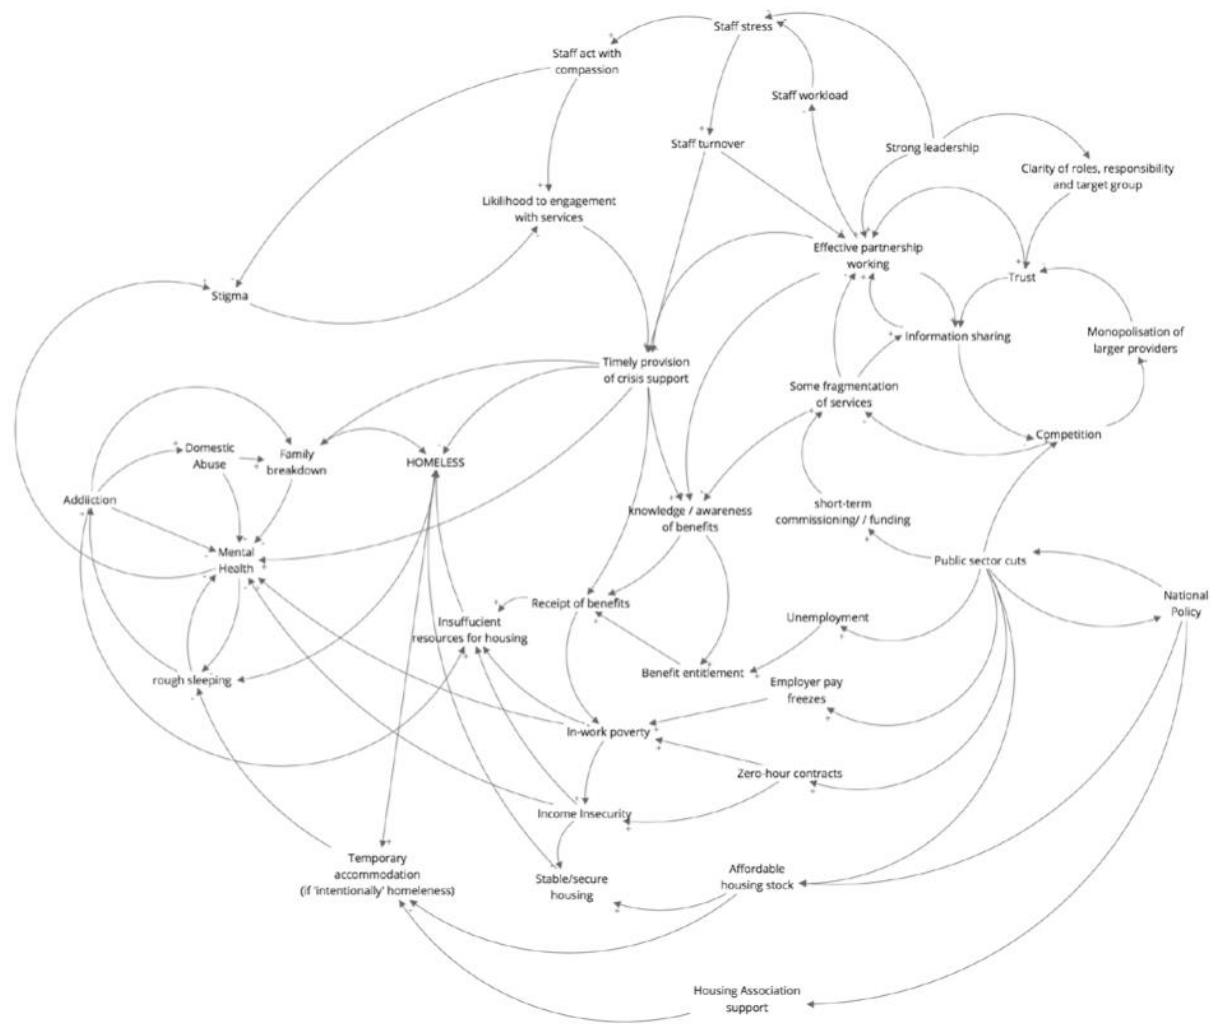 Staff stress
Staff act with
compassion
Staff workload
Staff turnover
Strong leadership
Clarity of roles, responsibility
and target group
Likilihood to engagement
with services
Effective partnership
working
Trust
Stigma
Information sharing
Monopolisation of
larger providers
Timely provision
of crisis support
Some fragmentation
of services
Competition
Domestic
Abuse
Family
breakdown
HOMELESS
Addiiction
knowledge / awareness
of benefits
short-term
commissioning/ / funding
Mental
Health
Public sector cuts
National
Policy
Receipt of benefits
Insuffucient
resources for housing
Unemployment
rough sleeping
Benefit entitlement
Employer pay
freezes
In-work poverty
Zero-hour contracts
Income Insecurity
Temporary
accommodation
(if 'intentionally' homeleness)
Stable/secure
housing
Affordable
housing stock
Housing Association
support